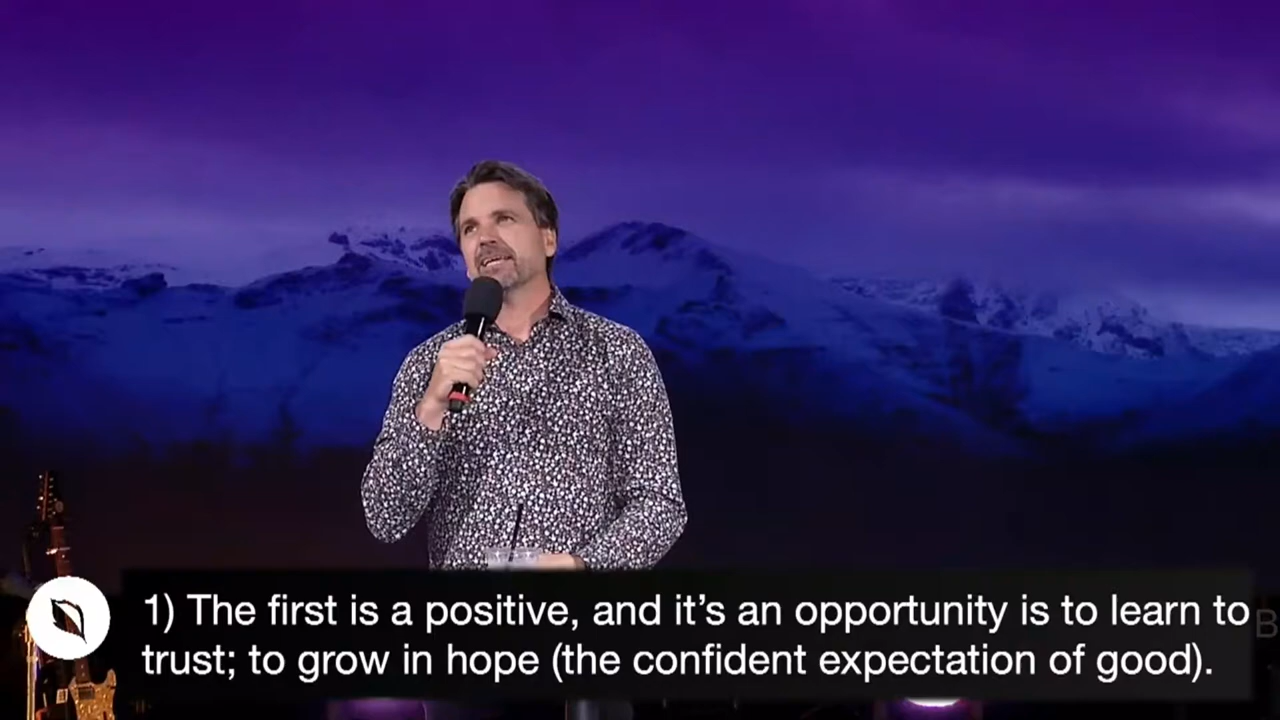 1) The first is a positive, and it’s an opportunity is to learn to
trust; to grow in hope (the confident expectation of good).